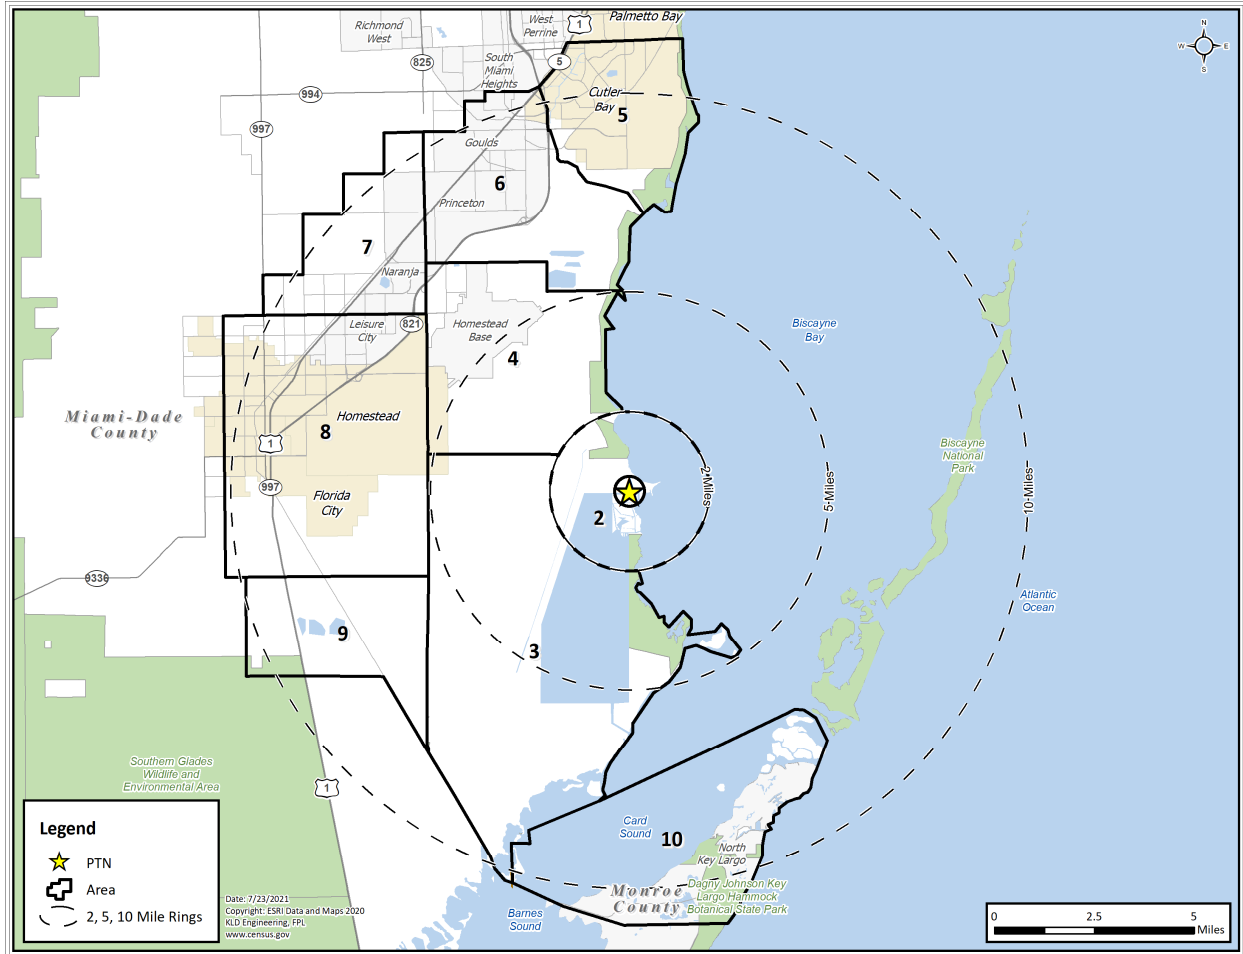 Palmetto Bay
West
Perrine
1
Richmond
West
N
W
E
S
825
5
South
Miami
Heights
994
Cutler
Bay
5
997
Goulds
6
Princeton
7
Naranja
Leisure
City
821
Homestead
Base
Biscayne
Bay
4
Miami-Dade
County
Homestead
8
1
Biscayne
National
Park
997
Florida
City
2
2-Miles
5-Miles
10-Miles
9336
Atlantic
Ocean
9
3
Southern Glades
Wildlife and
Environmental Area
1
Card
Sound
10
North
Key Largo
Monroe
County
Dagny Johnson Key
Largo Hammock
Botanical State Park
Barnes
Sound
Legend
PTN
Area
2, 5, 10 Mile Rings
Date: 7/23/2021
Copyright: ESRI Data and Maps 2020
KLD Engineering, FPL
www.census.gov
0
2.5
5
Miles